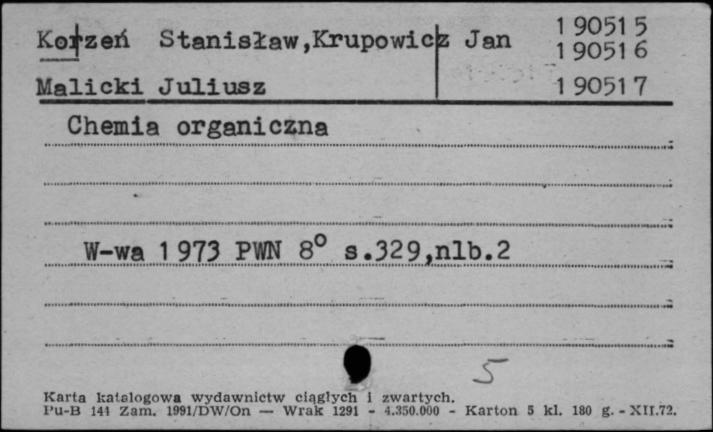 190515
Korzeń Stanisław,Krupowicz Jan
190516
Malicki Juliusz 190517
Chemia organiczna
W-wa 1973 PWN 8° s.329,nlb.2
5
Karta katalogowa wydawnictw ciągłych i zwartych.
Pu-B 144 Zam. 1991/DW/On — Wrak 1291 - 4.350.000 - Karton 5 kl. 180 g. - XII.72.